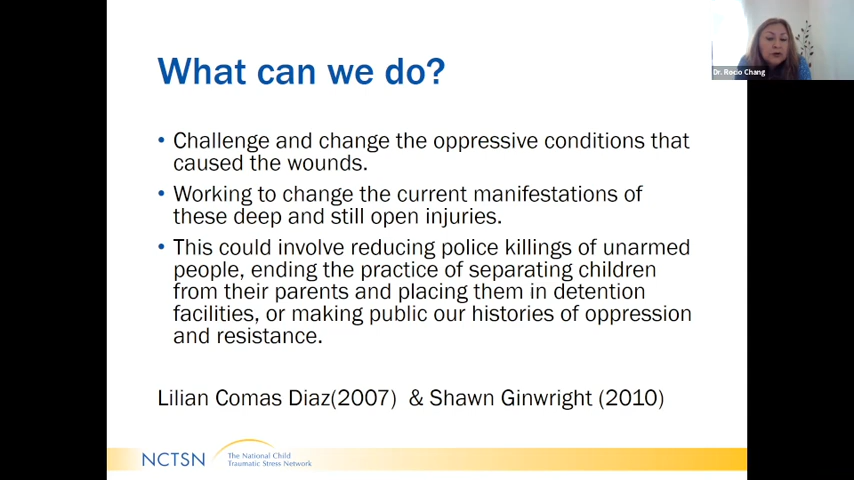 What can we do?
• Challenge and change the oppressive conditions that
caused the wounds.
• Working to change the current manifestations of
these deep and still open injuries.
• This could involve reducing police killings of unarmed
people, ending the practice of separating children
from their parents and placing them in detention
facilities, or making public our histories of oppression
and resistance.
Lilian Comas Diaz(2007)  & Shawn Ginwright (2010)
NCTSN
The National Child
Traumatic Stress Network
Dr. Rocio Chang